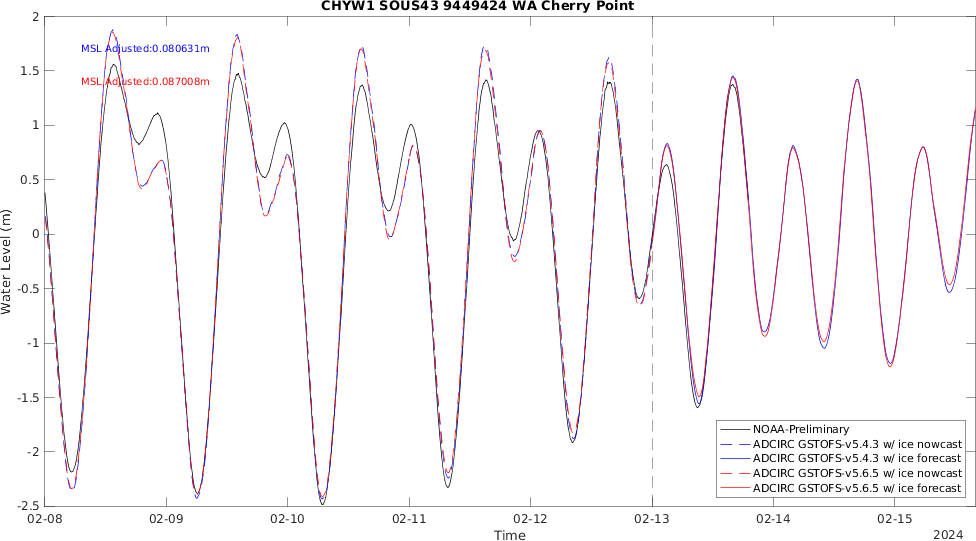 CHYW1 SOUS43 9449424 WA Cherry Point
MSL Adjusted:0.080631m
MSL Adjusted:0.087008m
Water Level (m)
2
1.5
1
0.5
0
-0.5
-1
-1.5
-2
-2.5
NOAA-Preliminary
ADCIRC GSTOFS-v5.4.3 w/ ice nowcast
ADCIRC GSTOFS-v5.4.3 w/ ice forecast
ADCIRC GSTOFS-v5.6.5 w/ ice nowcast
ADCIRC GSTOFS-v5.6.5 w/ ice forecast
02-08 02-09 02-10 02-11 02-12 02-13 02-14 02-15
Time
2024